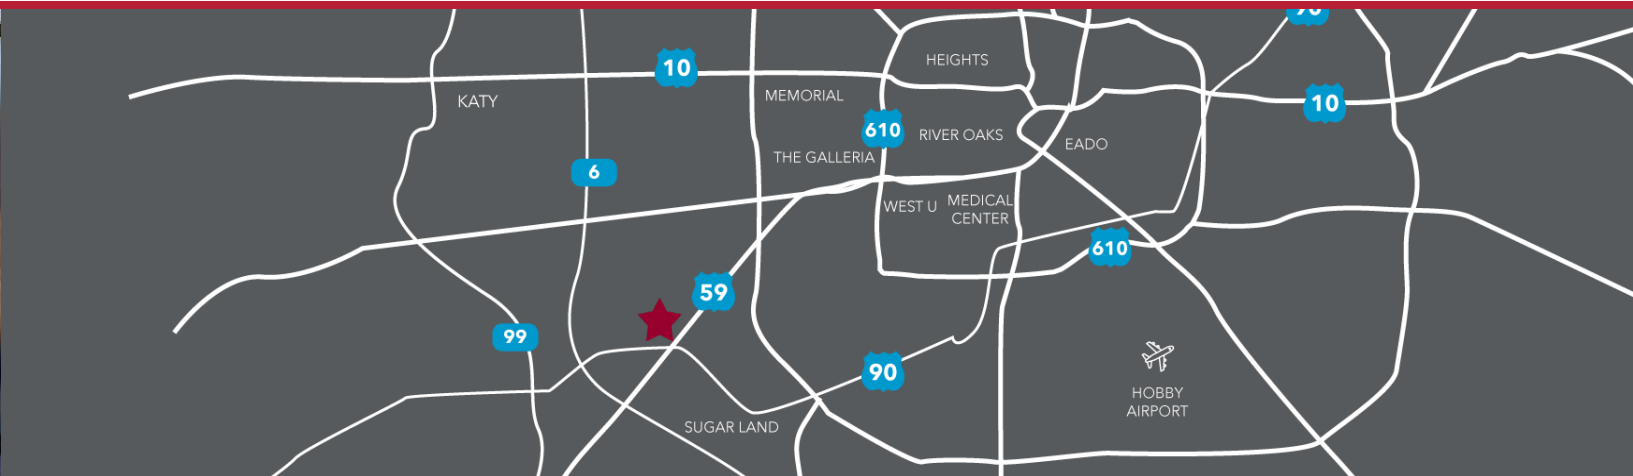 90
HEIGHTS
10
KATY
MEMORIAL
10
610
RIVER OAKS
EADO
THE GALLERIA
6
WEST U
MEDICAL
CENTER
610
59
99
90
HOBBY
AIRPORT
SUGAR LAND